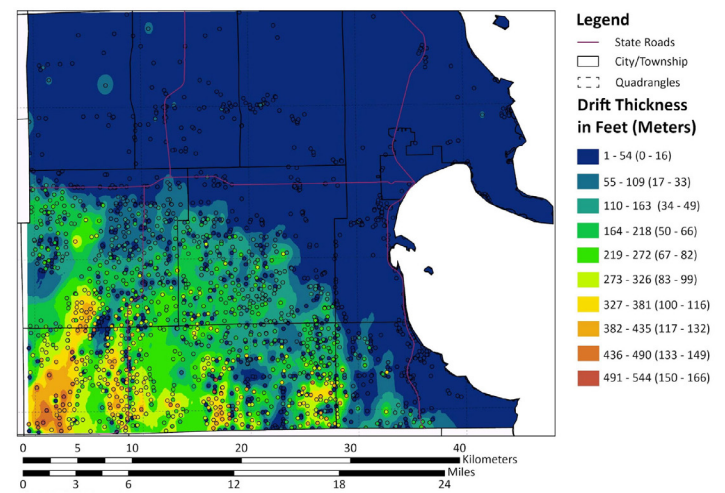 Legend
State Roads
City/Township
Quadrangles
Drift Thickness
in Feet (Meters)
1 - 54 (0 - 16)
55 - 109 (17 - 33)
110 - 163 (34 - 49)
164 - 218 (50 - 66)
219 - 272 (67 - 82)
273 - 326 (83 - 99)
327 - 381 (100 - 116)
382 - 435 (117 - 132)
436 - 490 (133 - 149)
491 - 544 (150 - 166)
0 5 10 20 30 40
Kilometers
Miles
0 3 6 12 18 24